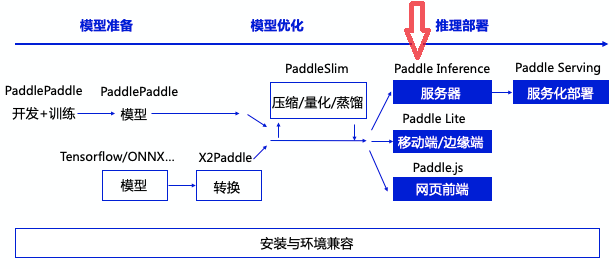 模型准备
模型优化
推理部署
PaddleSlim
Paddle Inference
Paddle Serving
PaddlePaddle
PaddlePaddle
压缩/量化/蒸馏
服务器
服务化部署
开发+训练
模型
Paddle Lite
移动端/边缘端
Tensorflow/ONNX...
X2Paddle
Paddle.js
模型
转换
网页前端
安装与环境兼容